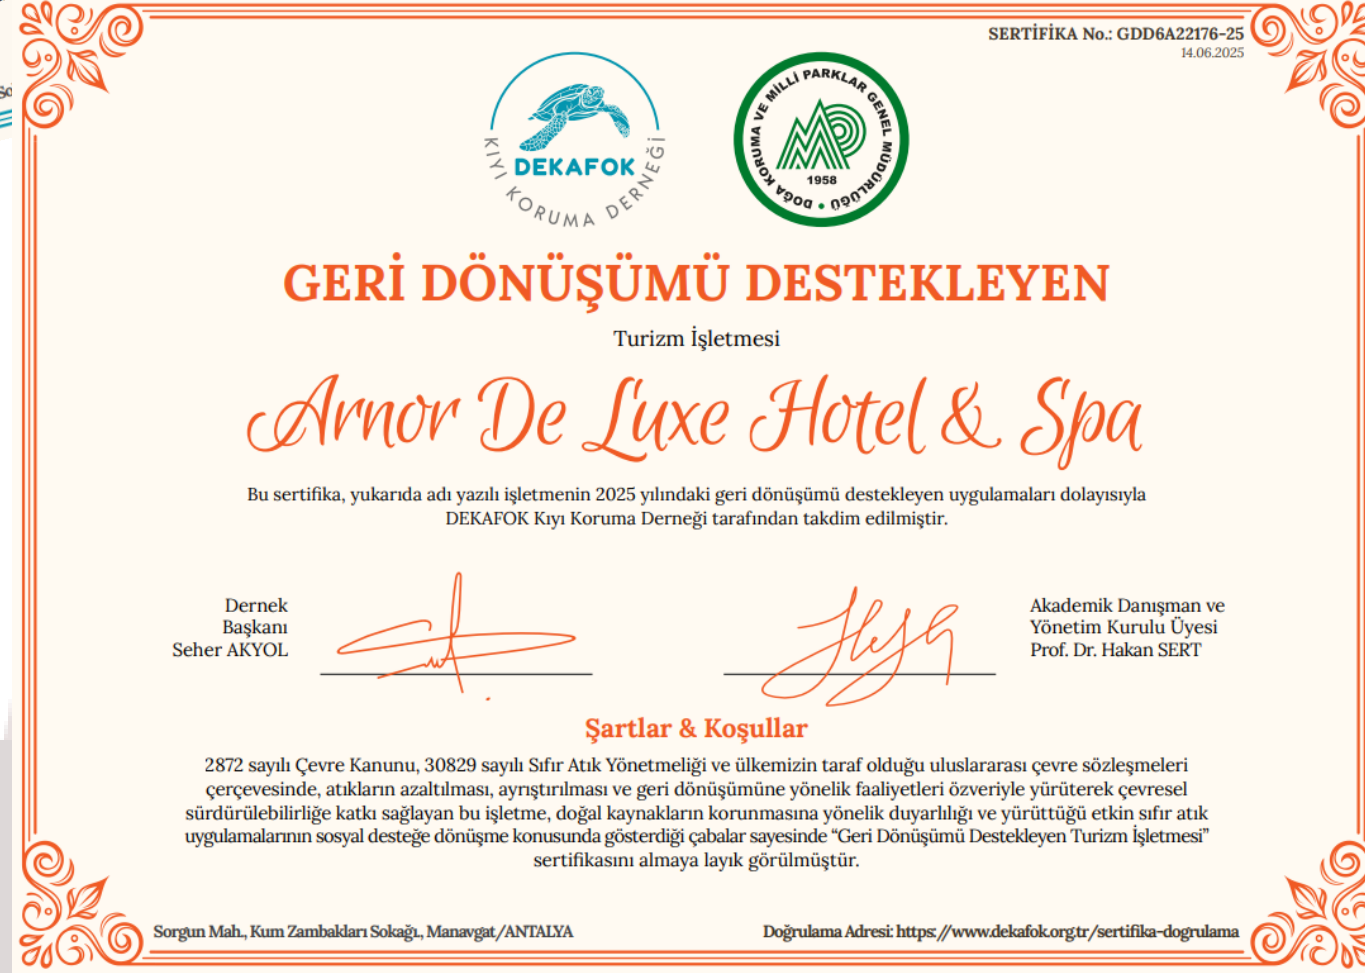 SERTİFİKA No.: GDD6A22176-25
14.06.2025
DEKAFOK
KIYI KORUMA DERNEĞİ
DOĞA KORUMA VE MİLLİ PARKLAR GENEL MÜDÜRLÜĞÜ
1958
GERİ DÖNÜŞÜMÜ DESTEKLEYEN
Turizm İşletmesi
Arnor De Luxe Hotel & Spa
Bu sertifika, yukarıda adı yazılı işletmenin 2025 yılındaki geri dönüşümü destekleyen uygulamaları dolayısıyla
DEKAFOK Kıyı Koruma Derneği tarafından takdim edilmiştir.
Dernek
Başkanı
Seher AKYOL
Akademik Danışman ve
Yönetim Kurulu Üyesi
Prof. Dr. Hakan SERT
Şartlar & Koşullar
2872 sayılı Çevre Kanunu, 30829 sayılı Sıfır Atık Yönetmeliği ve ülkemizin taraf olduğu uluslararası çevre sözleşmeleri
çerçevesinde, atıkların azaltılması, ayrıştırılması ve geri dönüşümüne yönelik faaliyetleri özveriyle yürüterek çevresel
sürdürülebilirliğe katkı sağlayan bu işletme, doğal kaynakların korunmasına yönelik duyarlılığı ve yürüttüğü etkin sıfır atık
uygulamalarının sosyal desteğe dönüşme konusunda gösterdiği çabalar sayesinde “Geri Dönüşümü Destekleyen Turizm İşletmesi”
sertifikasını almaya layık görülmüştür.
Sorgun Mah., Kum Zambakları Sokağı., Manavgat/ANTALYA
Doğrulama Adresi: https://www.dekafok.org.tr/sertifika-dogrulama